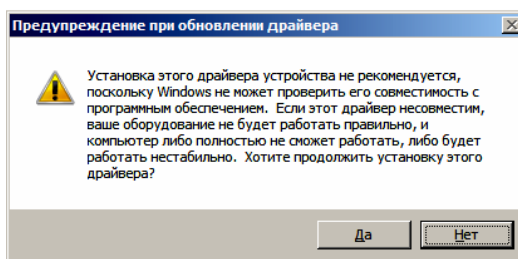 Предупреждение при обновлении драйвера
Установка этого драйвера устройства не рекомендуется,
поскольку Windows не может проверить его совместимость с
программным обеспечением. Если этот драйвер несовместим,
ваше оборудование не будет работать правильно, и
компьютер либо полностью не сможет работать, либо будет
работать нестабильно. Хотите продолжить установку этого
драйвера?
Да
Нет